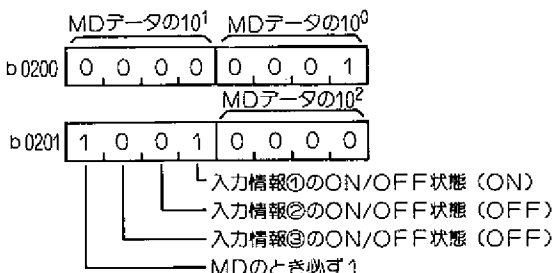 MDデータの10¹ MDデータの10⁰
b0200 0 0 0 0 0 0 0 1
MDデータの10²
b0201 1 0 0 1 0 0 0 0
入力情報①のON/OFF状態(ON)
入力情報②のON/OFF状態(OFF)
入力情報③のON/OFF状態(OFF)
MDのとき必ず1